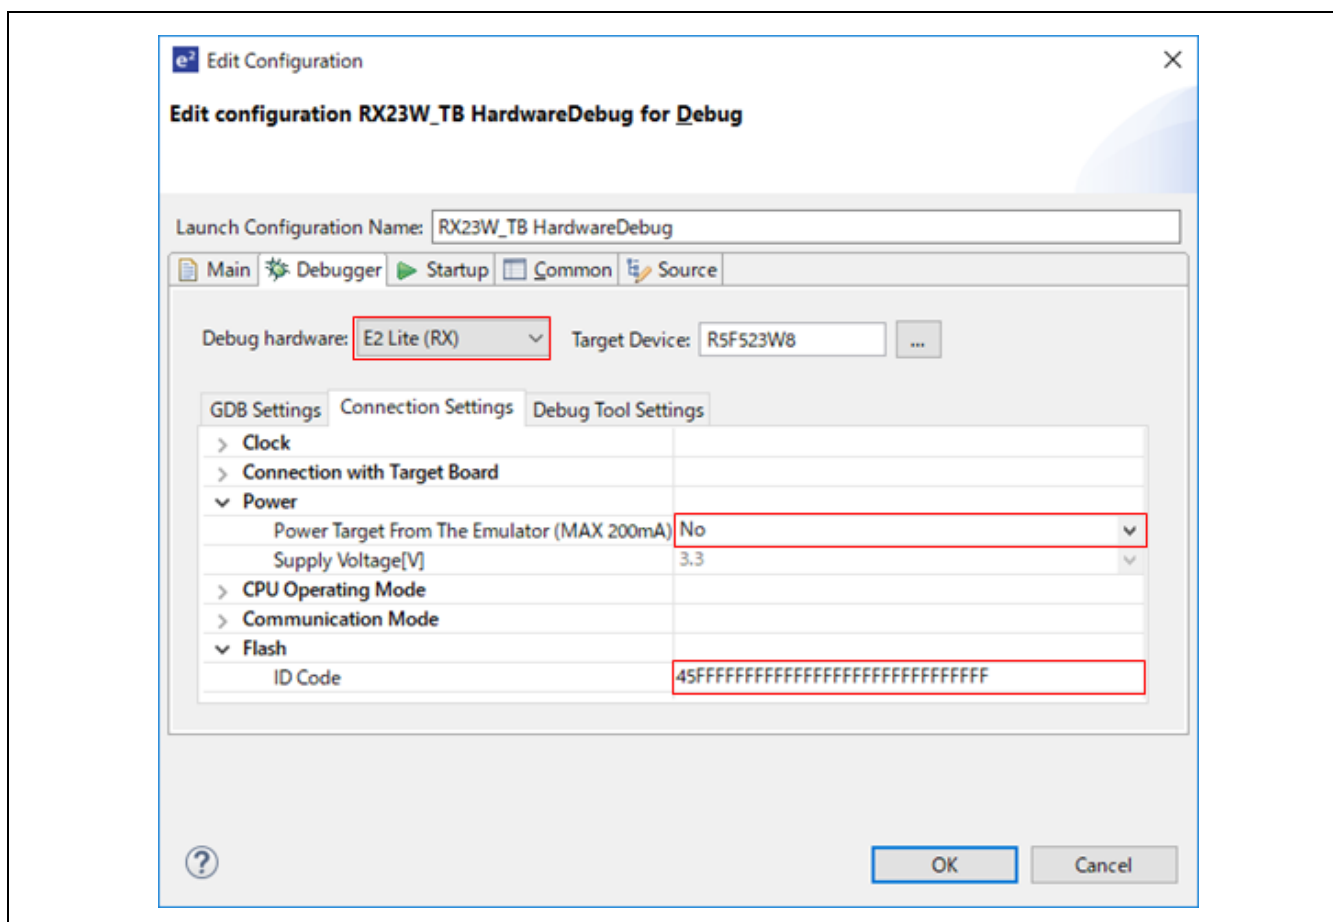 e² Edit Configuration
Edit configuration RX23W_TB HardwareDebug for Debug
Launch Configuration Name: RX23W_TB HardwareDebug
Main Debugger Startup Common Source
Debug hardware: E2 Lite (RX) Target Device: R5F523W8 ...
GDB Settings Connection Settings Debug Tool Settings
Clock
Connection with Target Board
Power
Power Target From The Emulator (MAX 200mA) No
Supply Voltage[V] 3.3
CPU Operating Mode
Communication Mode
Flash
ID Code 45FFFFFFFFFFFFFFFFFFFFFFFFFFFFFF
? OK Cancel